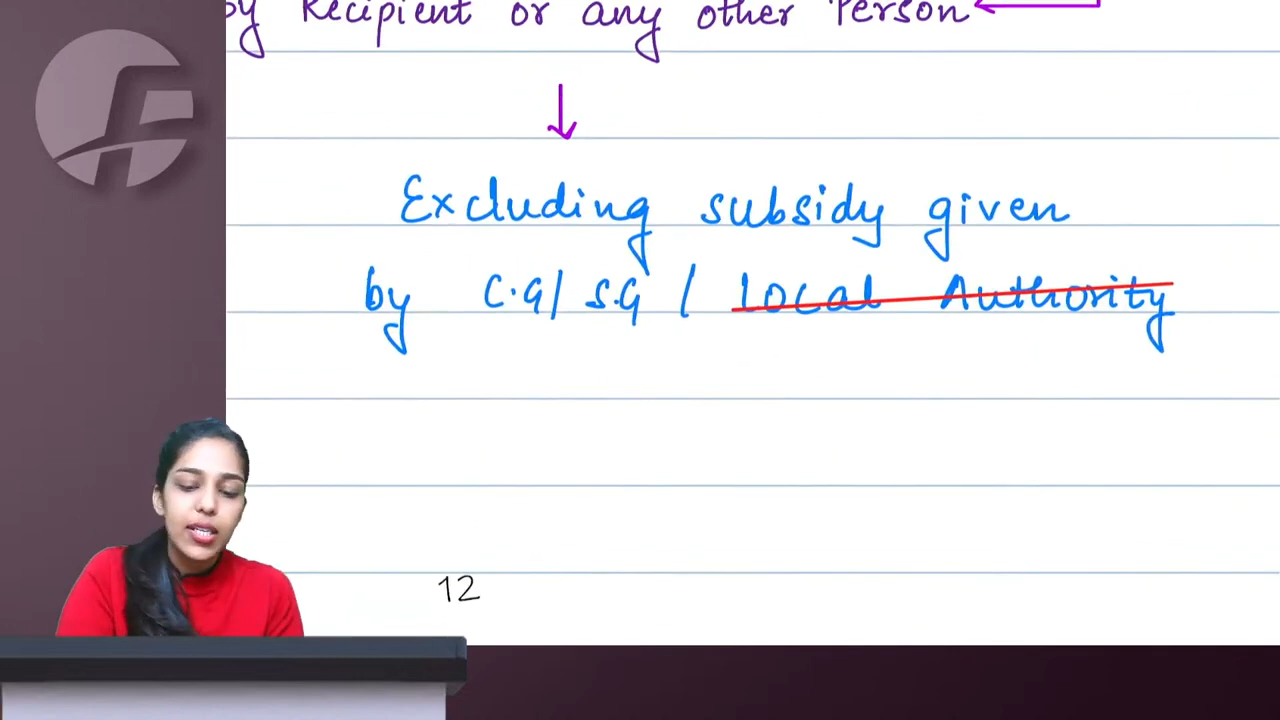 by Recipient or any other Person
Excluding subsidy given
by C.G/ S.G / Local Authority
12